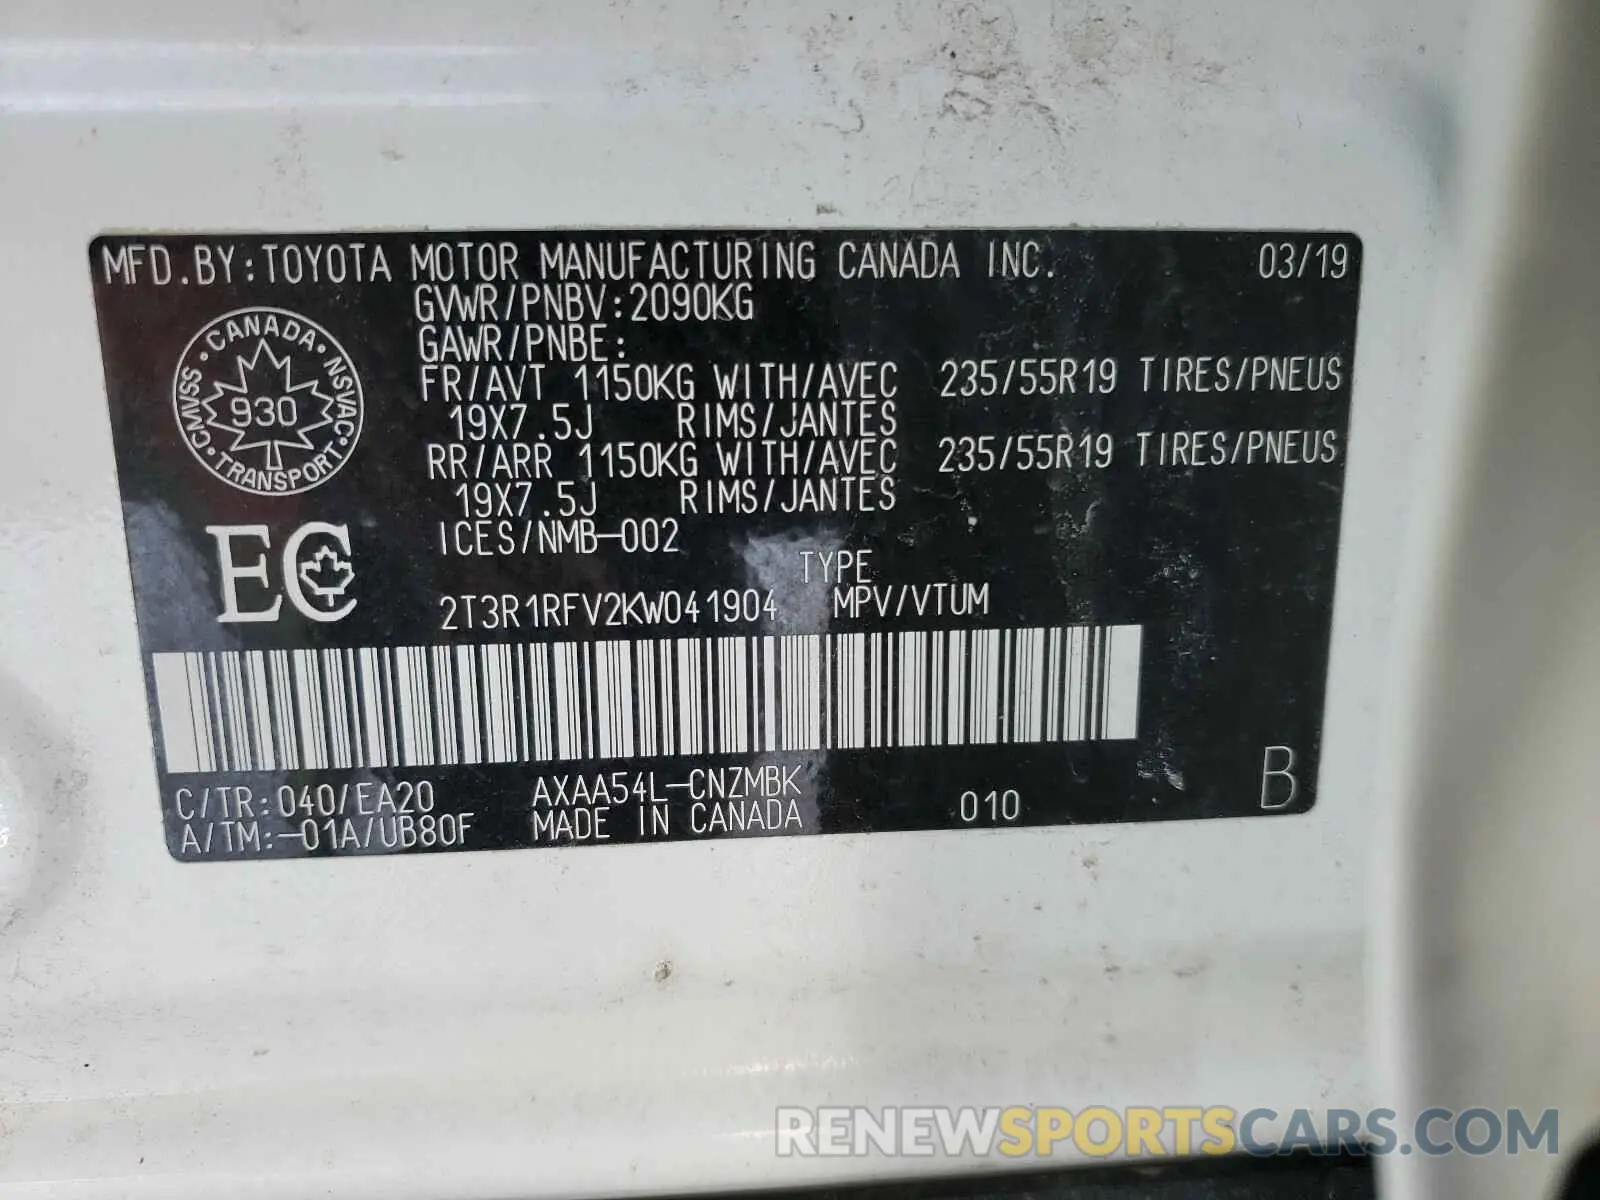 MFD.BY:TOYOTA MOTOR MANUFACTURING CANADA INC. 03/19
GVWR/PNBV:2090KG
GAWR/PNBE:
FR/AVT 1150KG WITH/AVEC 235/55R19 TIRES/PNEUS
19X7.5J RIMS/JANTES
RR/ARR 1150KG WITH/AVEC 235/55R19 TIRES/PNEUS
19X7.5J RIMS/JANTES
CANADA
CMVSS NSVAC
930
TRANSPORT
EC
ICES/NMB-002
TYPE
2T3R1RFV2KW041904 MPV/VTUM
C/TR:040/EA20 AXAA54L-CNZMBK
A/TM:-01A/UB80F MADE IN CANADA 010 B
RENEWSPORTSCARS.COM